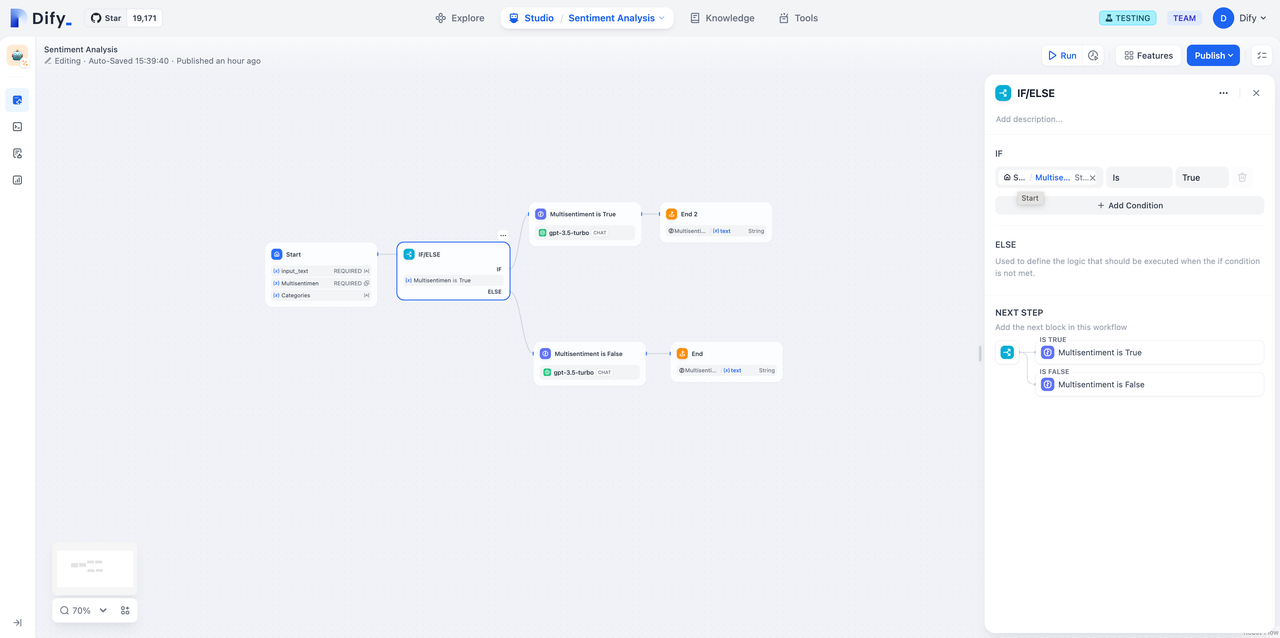 Dify_
Star 19,171
Explore
Studio / Sentiment Analysis
Knowledge
Tools
TESTING
TEAM
D Dify
Sentiment Analysis
Editing · Auto-Saved 15:39:40 · Published an hour ago
Run
Features
Publish
Start
{x} input_text REQUIRED
{x} Multisentimen REQUIRED
{x} Categories
IF/ELSE
IF
{x} Multisentimen is True
ELSE
Multisentiment is True
gpt-3.5-turbo CHAT
End 2
Multisenti... {x} text String
Multisentiment is False
gpt-3.5-turbo CHAT
End
Multisenti... {x} text String
70%
IF/ELSE
Add description...
IF
S... / Multise... St...
Is
True
Start
+ Add Condition
ELSE
Used to define the logic that should be executed when the if condition
is not met.
NEXT STEP
Add the next block in this workflow
IS TRUE
Multisentiment is True
IS FALSE
Multisentiment is False